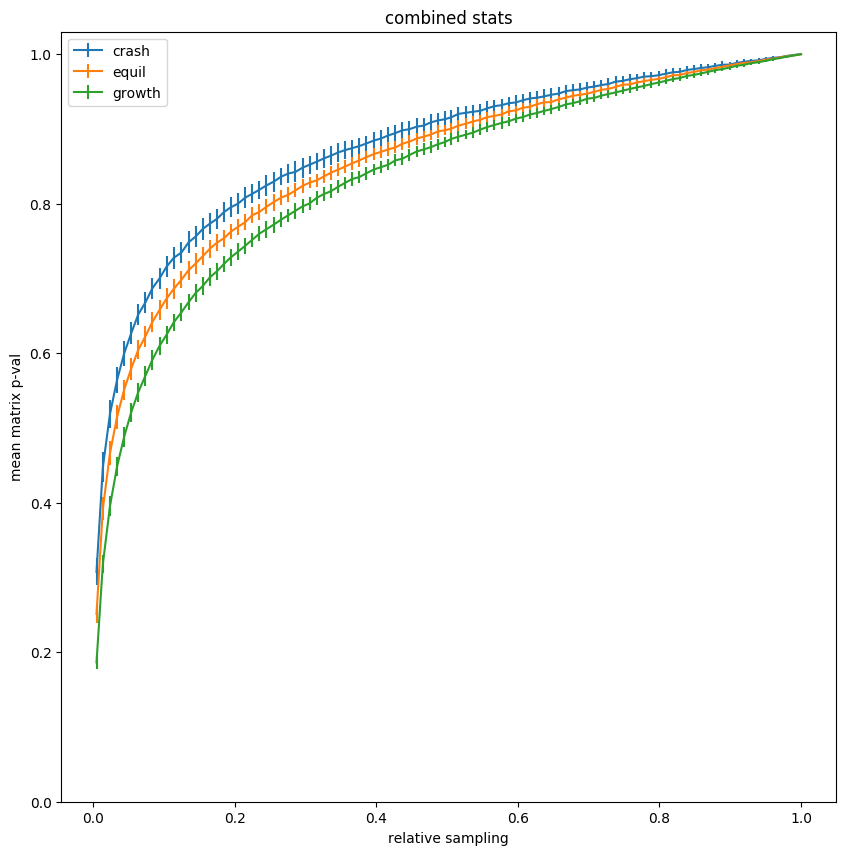 combined stats
crash
equil
growth
1.0
0.8
0.6
0.4
0.2
0.0
mean matrix p-val
0.0 0.2 0.4 0.6 0.8 1.0
relative sampling